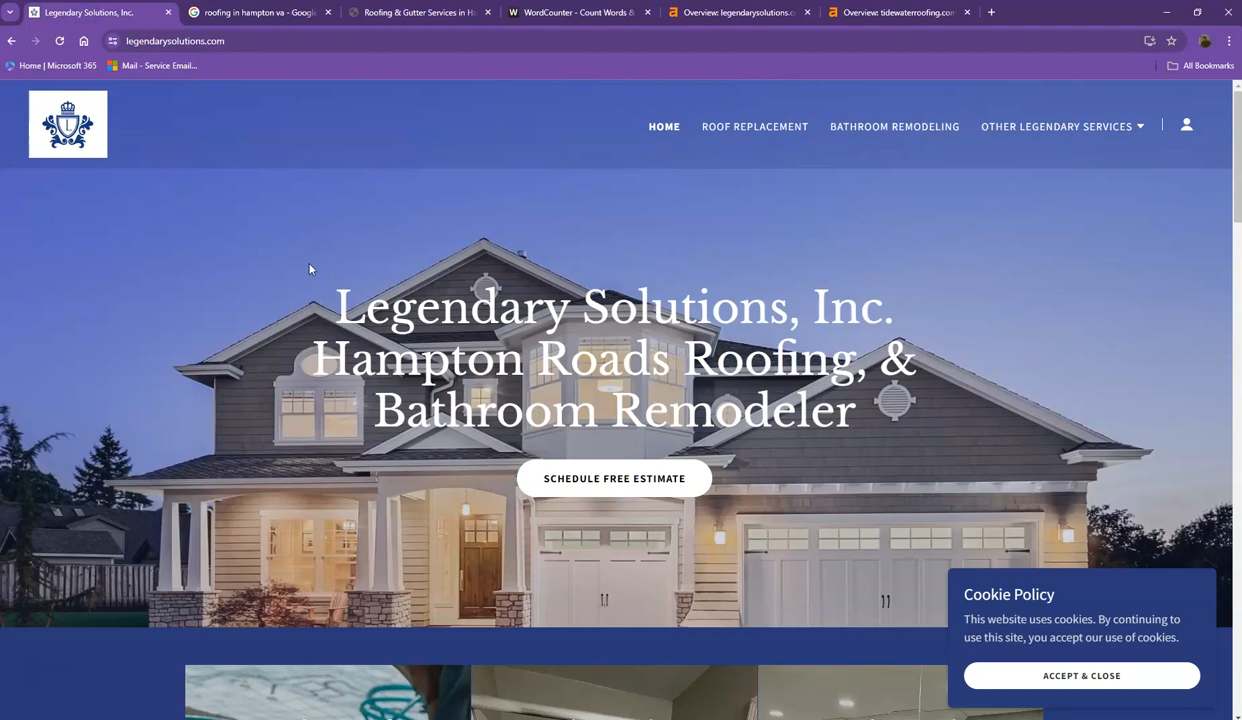 Legendary Solutions, Inc.
roofing in hampton va - Google
Roofing & Gutter Services in H
WordCounter - Count Words &
Overview: legendarysolutions.c
Overview: tidewaterroofing.com
legendarysolutions.com
Home | Microsoft 365
Mail - Service Email...
All Bookmarks
L
HOME
ROOF REPLACEMENT
BATHROOM REMODELING
OTHER LEGENDARY SERVICES
Legendary Solutions, Inc.
Hampton Roads Roofing, &
Bathroom Remodeler
SCHEDULE FREE ESTIMATE
Cookie Policy
This website uses cookies. By continuing to
use this site, you accept our use of cookies.
ACCEPT & CLOSE